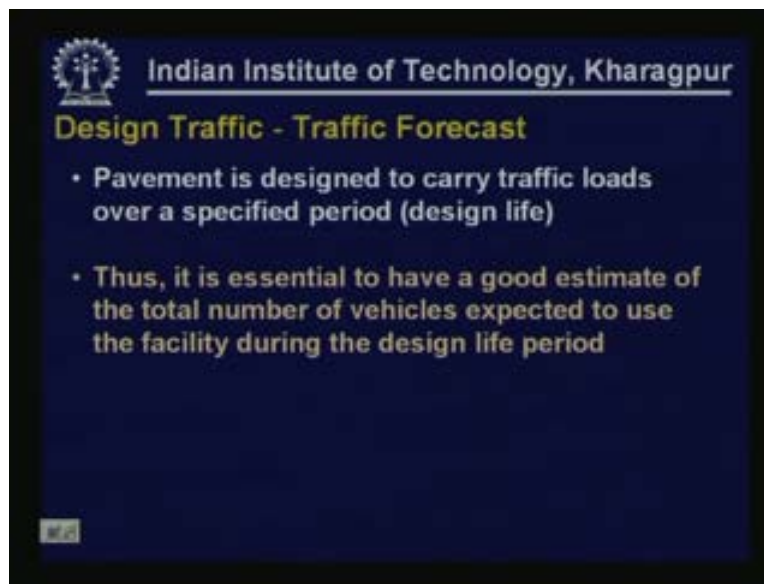 Indian Institute of Technology, Kharagpur
Design Traffic - Traffic Forecast
• Pavement is designed to carry traffic loads
over a specified period (design life)
• Thus, it is essential to have a good estimate of
the total number of vehicles expected to use
the facility during the design life period